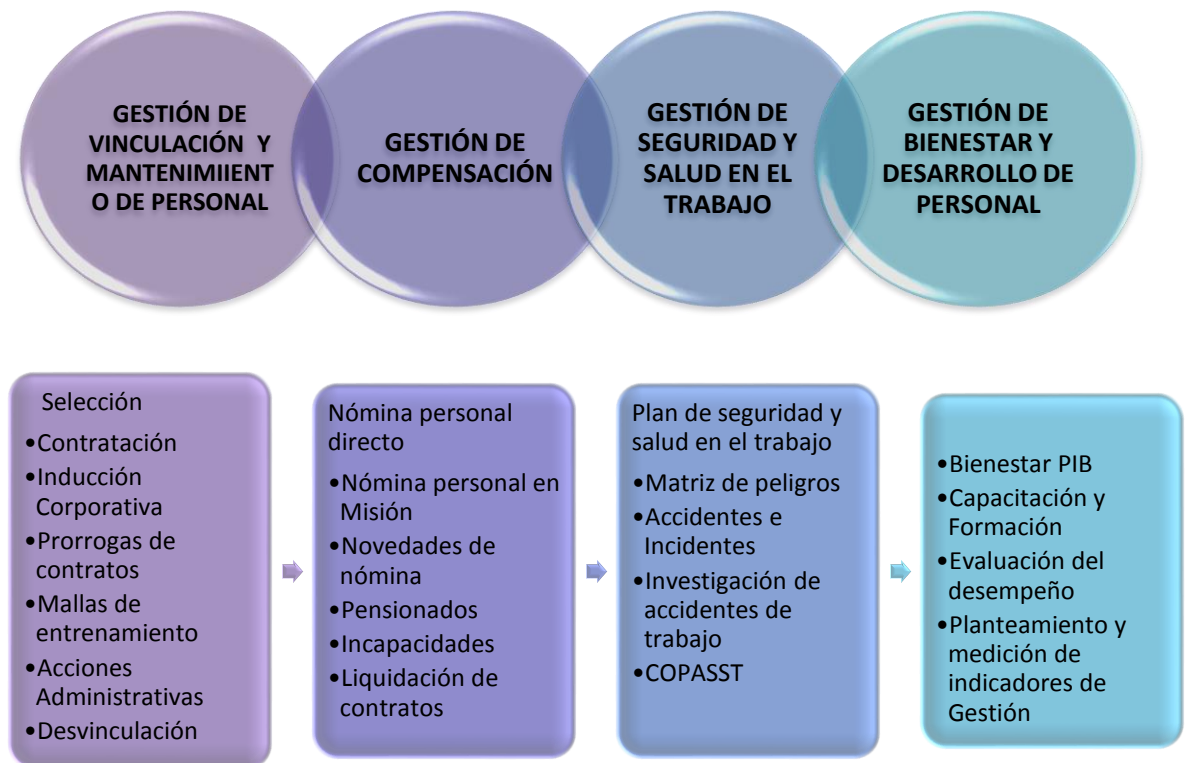 GESTIÓN DE
VINCULACIÓN Y
MANTENIMIIENT
O DE PERSONAL
GESTIÓN DE
COMPENSACIÓN
GESTIÓN DE
SEGURIDAD Y
SALUD EN EL
TRABAJO
GESTIÓN DE
BIENESTAR Y
DESARROLLO DE
PERSONAL
Selección
•Contratación
•Inducción
Corporativa
•Prorrogas de
contratos
•Mallas de
entrenamiento
•Acciones
Administrativas
•Desvinculación
Nómina personal
directo
•Nómina personal en
Misión
•Novedades de
nómina
•Pensionados
•Incapacidades
•Liquidación de
contratos
Plan de seguridad y
salud en el trabajo
•Matriz de peligros
•Accidentes e
Incidentes
•Investigación de
accidentes de
trabajo
•COPASST
•Bienestar PIB
•Capacitación y
Formación
•Evaluación del
desempeño
•Planteamiento y
medición de
indicadores de
Gestión